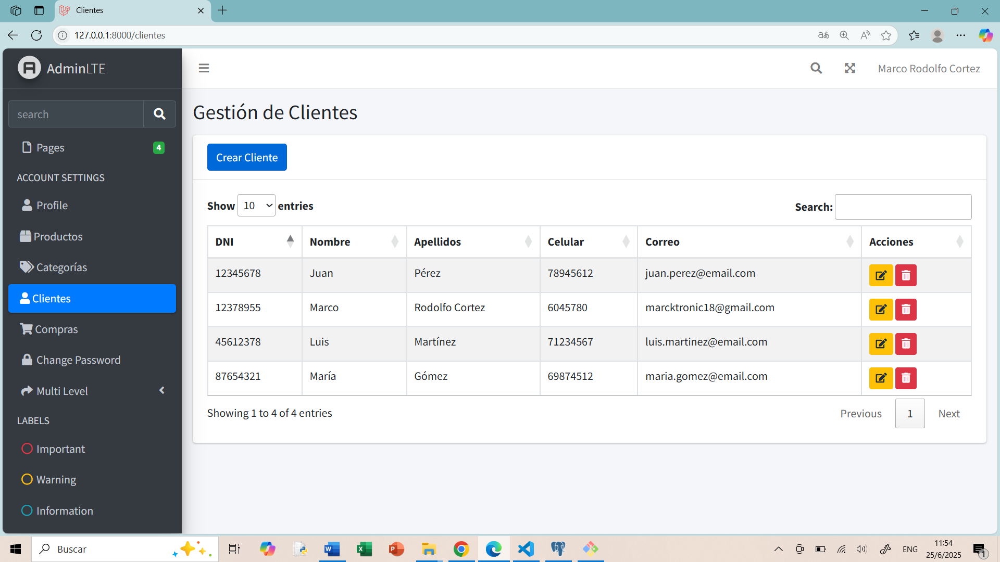 Clientes
127.0.0.1:8000/clientes
AdminLTE
Marco Rodolfo Cortez
search
Pages 4
ACCOUNT SETTINGS
Profile
Productos
Categorías
Clientes
Compras
Change Password
Multi Level
LABELS
Important
Warning
Information
Gestión de Clientes
Crear Cliente
Show 10 entries Search:
DNI Nombre Apellidos Celular Correo Acciones
12345678 Juan Pérez 78945612 juan.perez@email.com
12378955 Marco Rodolfo Cortez 6045780 marcktronic18@gmail.com
45612378 Luis Martínez 71234567 luis.martinez@email.com
87654321 María Gómez 69874512 maria.gomez@email.com
Showing 1 to 4 of 4 entries Previous 1 Next
Buscar
ENG
11:54
25/6/2025
1